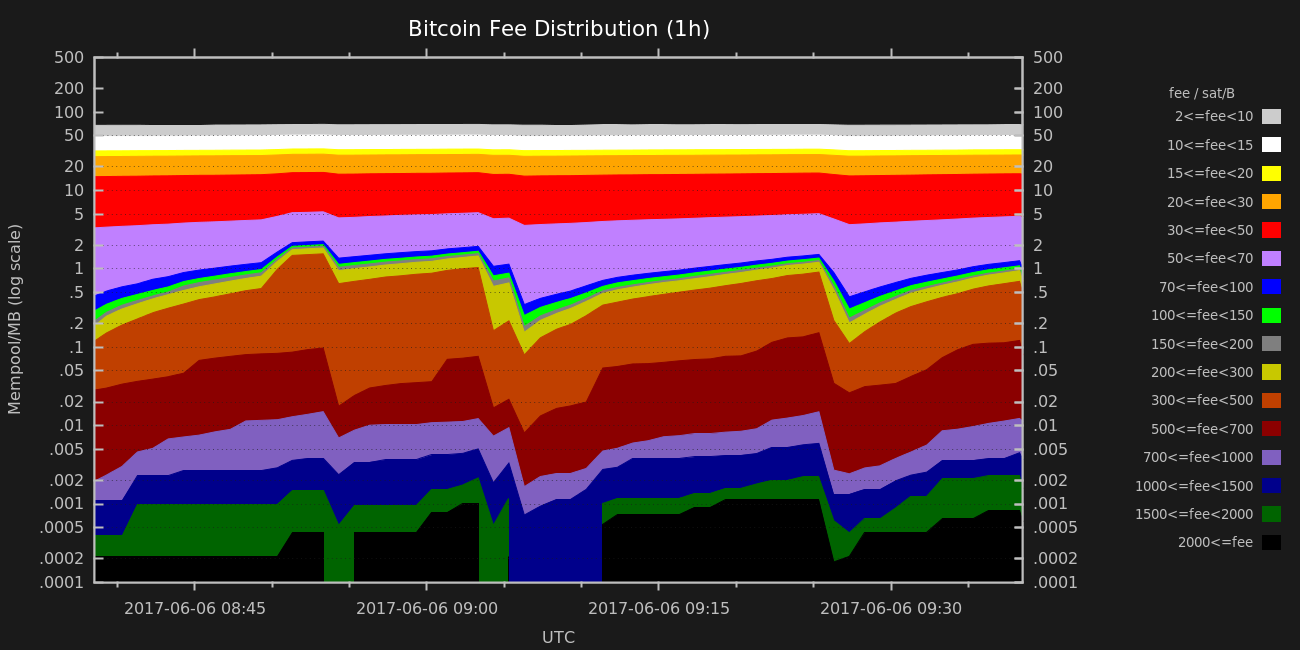 Bitcoin Fee Distribution (1h)
500
200
100
50
20
10
5
2
1
.5
.2
.1
.05
.02
.01
.005
.002
.001
.0005
.0002
.0001
Mempool/MB (log scale)
500
200
100
50
20
10
5
2
1
.5
.2
.1
.05
.02
.01
.005
.002
.001
.0005
.0002
.0001
2017-06-06 08:45 2017-06-06 09:00 2017-06-06 09:15 2017-06-06 09:30
UTC
fee / sat/B
2<=fee<10
10<=fee<15
15<=fee<20
20<=fee<30
30<=fee<50
50<=fee<70
70<=fee<100
100<=fee<150
150<=fee<200
200<=fee<300
300<=fee<500
500<=fee<700
700<=fee<1000
1000<=fee<1500
1500<=fee<2000
2000<=fee